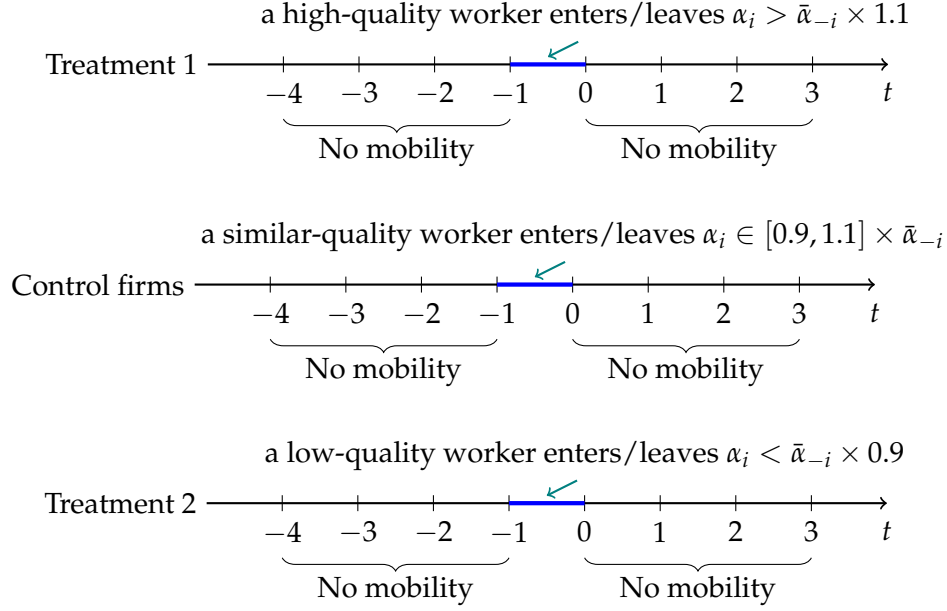 a high-quality worker enters/leaves αᵢ > ᾱ₋ᵢ × 1.1
Treatment 1
−4 −3 −2 −1 0 1 2 3 t
No mobility No mobility
a similar-quality worker enters/leaves αᵢ ∈ [0.9, 1.1] × ᾱ₋ᵢ
Control firms
−4 −3 −2 −1 0 1 2 3 t
No mobility No mobility
a low-quality worker enters/leaves αᵢ < ᾱ₋ᵢ × 0.9
Treatment 2
−4 −3 −2 −1 0 1 2 3 t
No mobility No mobility